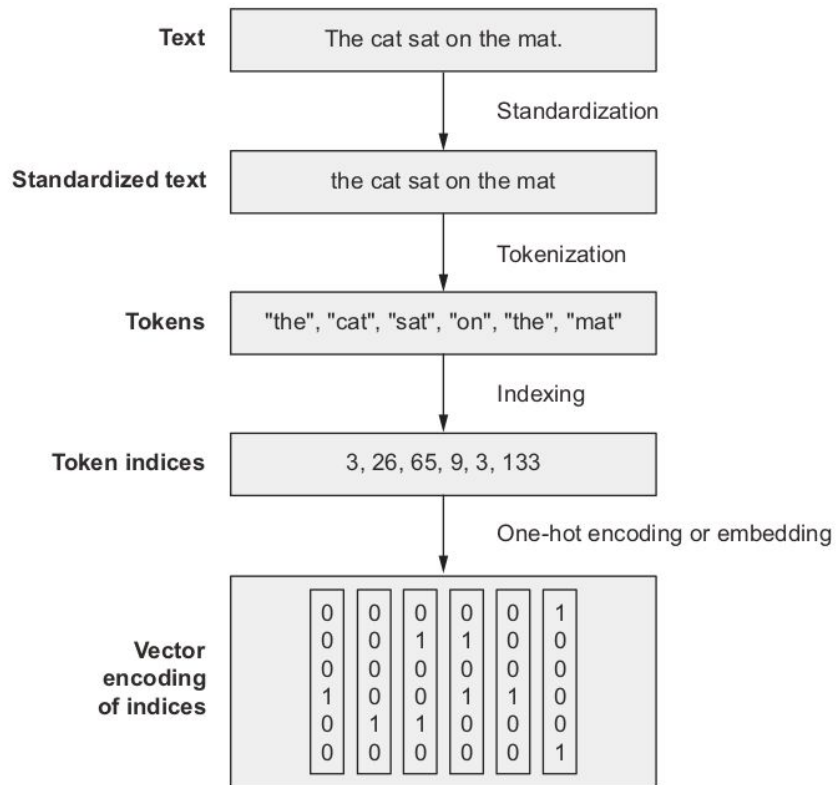 Text
The cat sat on the mat.
Standardization
Standardized text
the cat sat on the mat
Tokenization
Tokens
"the", "cat", "sat", "on", "the", "mat"
Indexing
Token indices
3, 26, 65, 9, 3, 133
One-hot encoding or embedding
Vector
encoding
of indices
0 0 0 0 0 1
0 0 1 1 0 0
0 0 0 0 0 0
1 0 0 1 1 0
0 1 1 0 0 0
0 0 0 0 0 1